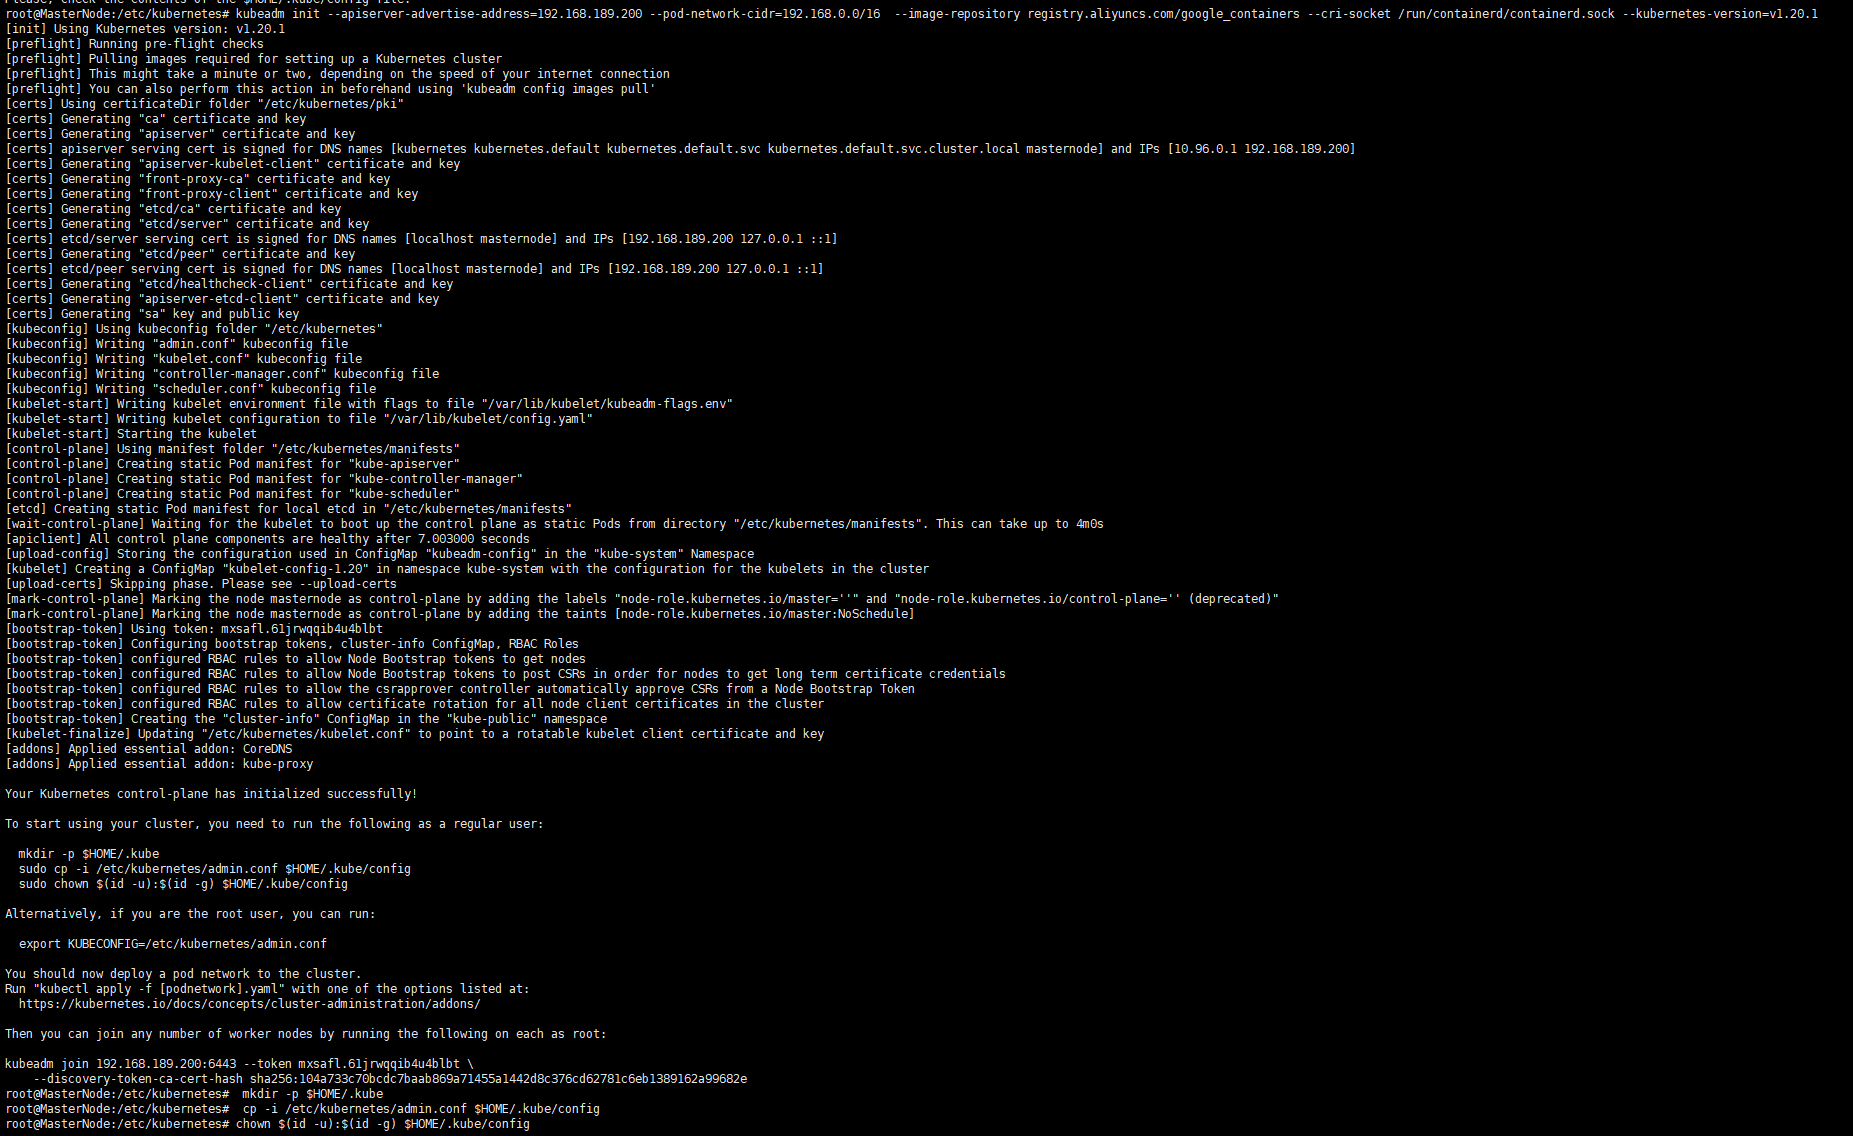 Please, check the contents of the $HOME/.kube/config file.
root@MasterNode:/etc/kubernetes# kubeadm init --apiserver-advertise-address=192.168.189.200 --pod-network-cidr=192.168.0.0/16  --image-repository registry.aliyuncs.com/google_containers --cri-socket /run/containerd/containerd.sock --kubernetes-version=v1.20.1
[init] Using Kubernetes version: v1.20.1
[preflight] Running pre-flight checks
[preflight] Pulling images required for setting up a Kubernetes cluster
[preflight] This might take a minute or two, depending on the speed of your internet connection
[preflight] You can also perform this action in beforehand using 'kubeadm config images pull'
[certs] Using certificateDir folder "/etc/kubernetes/pki"
[certs] Generating "ca" certificate and key
[certs] Generating "apiserver" certificate and key
[certs] apiserver serving cert is signed for DNS names [kubernetes kubernetes.default kubernetes.default.svc kubernetes.default.svc.cluster.local masternode] and IPs [10.96.0.1 192.168.189.200]
[certs] Generating "apiserver-kubelet-client" certificate and key
[certs] Generating "front-proxy-ca" certificate and key
[certs] Generating "front-proxy-client" certificate and key
[certs] Generating "etcd/ca" certificate and key
[certs] Generating "etcd/server" certificate and key
[certs] etcd/server serving cert is signed for DNS names [localhost masternode] and IPs [192.168.189.200 127.0.0.1 ::1]
[certs] Generating "etcd/peer" certificate and key
[certs] etcd/peer serving cert is signed for DNS names [localhost masternode] and IPs [192.168.189.200 127.0.0.1 ::1]
[certs] Generating "etcd/healthcheck-client" certificate and key
[certs] Generating "apiserver-etcd-client" certificate and key
[certs] Generating "sa" key and public key
[kubeconfig] Using kubeconfig folder "/etc/kubernetes"
[kubeconfig] Writing "admin.conf" kubeconfig file
[kubeconfig] Writing "kubelet.conf" kubeconfig file
[kubeconfig] Writing "controller-manager.conf" kubeconfig file
[kubeconfig] Writing "scheduler.conf" kubeconfig file
[kubelet-start] Writing kubelet environment file with flags to file "/var/lib/kubelet/kubeadm-flags.env"
[kubelet-start] Writing kubelet configuration to file "/var/lib/kubelet/config.yaml"
[kubelet-start] Starting the kubelet
[control-plane] Using manifest folder "/etc/kubernetes/manifests"
[control-plane] Creating static Pod manifest for "kube-apiserver"
[control-plane] Creating static Pod manifest for "kube-controller-manager"
[control-plane] Creating static Pod manifest for "kube-scheduler"
[etcd] Creating static Pod manifest for local etcd in "/etc/kubernetes/manifests"
[wait-control-plane] Waiting for the kubelet to boot up the control plane as static Pods from directory "/etc/kubernetes/manifests". This can take up to 4m0s
[apiclient] All control plane components are healthy after 7.003000 seconds
[upload-config] Storing the configuration used in ConfigMap "kubeadm-config" in the "kube-system" Namespace
[kubelet] Creating a ConfigMap "kubelet-config-1.20" in namespace kube-system with the configuration for the kubelets in the cluster
[upload-certs] Skipping phase. Please see --upload-certs
[mark-control-plane] Marking the node masternode as control-plane by adding the labels "node-role.kubernetes.io/master=''" and "node-role.kubernetes.io/control-plane='' (deprecated)"
[mark-control-plane] Marking the node masternode as control-plane by adding the taints [node-role.kubernetes.io/master:NoSchedule]
[bootstrap-token] Using token: mxsafl.61jrwqqib4u4blbt
[bootstrap-token] Configuring bootstrap tokens, cluster-info ConfigMap, RBAC Roles
[bootstrap-token] configured RBAC rules to allow Node Bootstrap tokens to get nodes
[bootstrap-token] configured RBAC rules to allow Node Bootstrap tokens to post CSRs in order for nodes to get long term certificate credentials
[bootstrap-token] configured RBAC rules to allow the csrapprover controller automatically approve CSRs from a Node Bootstrap Token
[bootstrap-token] configured RBAC rules to allow certificate rotation for all node client certificates in the cluster
[bootstrap-token] Creating the "cluster-info" ConfigMap in the "kube-public" namespace
[kubelet-finalize] Updating "/etc/kubernetes/kubelet.conf" to point to a rotatable kubelet client certificate and key
[addons] Applied essential addon: CoreDNS
[addons] Applied essential addon: kube-proxy
Your Kubernetes control-plane has initialized successfully!
To start using your cluster, you need to run the following as a regular user:
mkdir -p $HOME/.kube
sudo cp -i /etc/kubernetes/admin.conf $HOME/.kube/config
sudo chown $(id -u):$(id -g) $HOME/.kube/config
Alternatively, if you are the root user, you can run:
export KUBECONFIG=/etc/kubernetes/admin.conf
You should now deploy a pod network to the cluster.
Run "kubectl apply -f [podnetwork].yaml" with one of the options listed at:
https://kubernetes.io/docs/concepts/cluster-administration/addons/
Then you can join any number of worker nodes by running the following on each as root:
kubeadm join 192.168.189.200:6443 --token mxsafl.61jrwqqib4u4blbt \
--discovery-token-ca-cert-hash sha256:104a733c70bcdc7baab869a71455a1442d8c376cd62781c6eb1389162a99682e
root@MasterNode:/etc/kubernetes#  mkdir -p $HOME/.kube
root@MasterNode:/etc/kubernetes#  cp -i /etc/kubernetes/admin.conf $HOME/.kube/config
root@MasterNode:/etc/kubernetes# chown $(id -u):$(id -g) $HOME/.kube/config